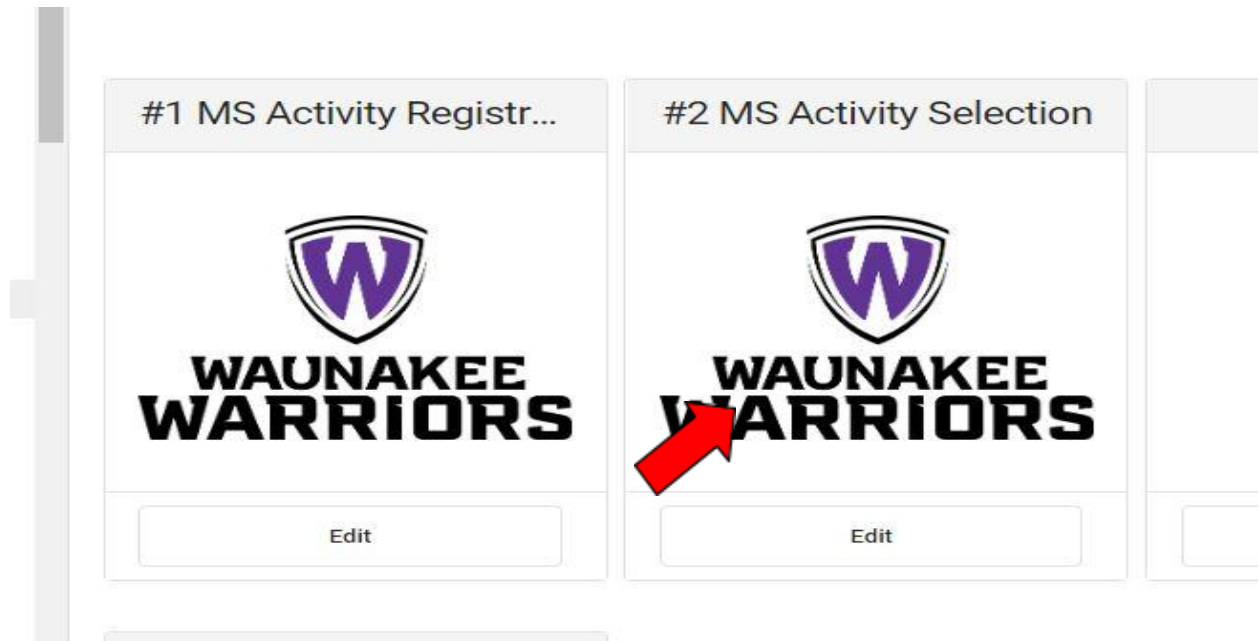 #1 MS Activity Registr...
#2 MS Activity Selection
W
WAUNAKEE
WARRIORS
W
WAUNAKEE
WARRIORS
Edit
Edit